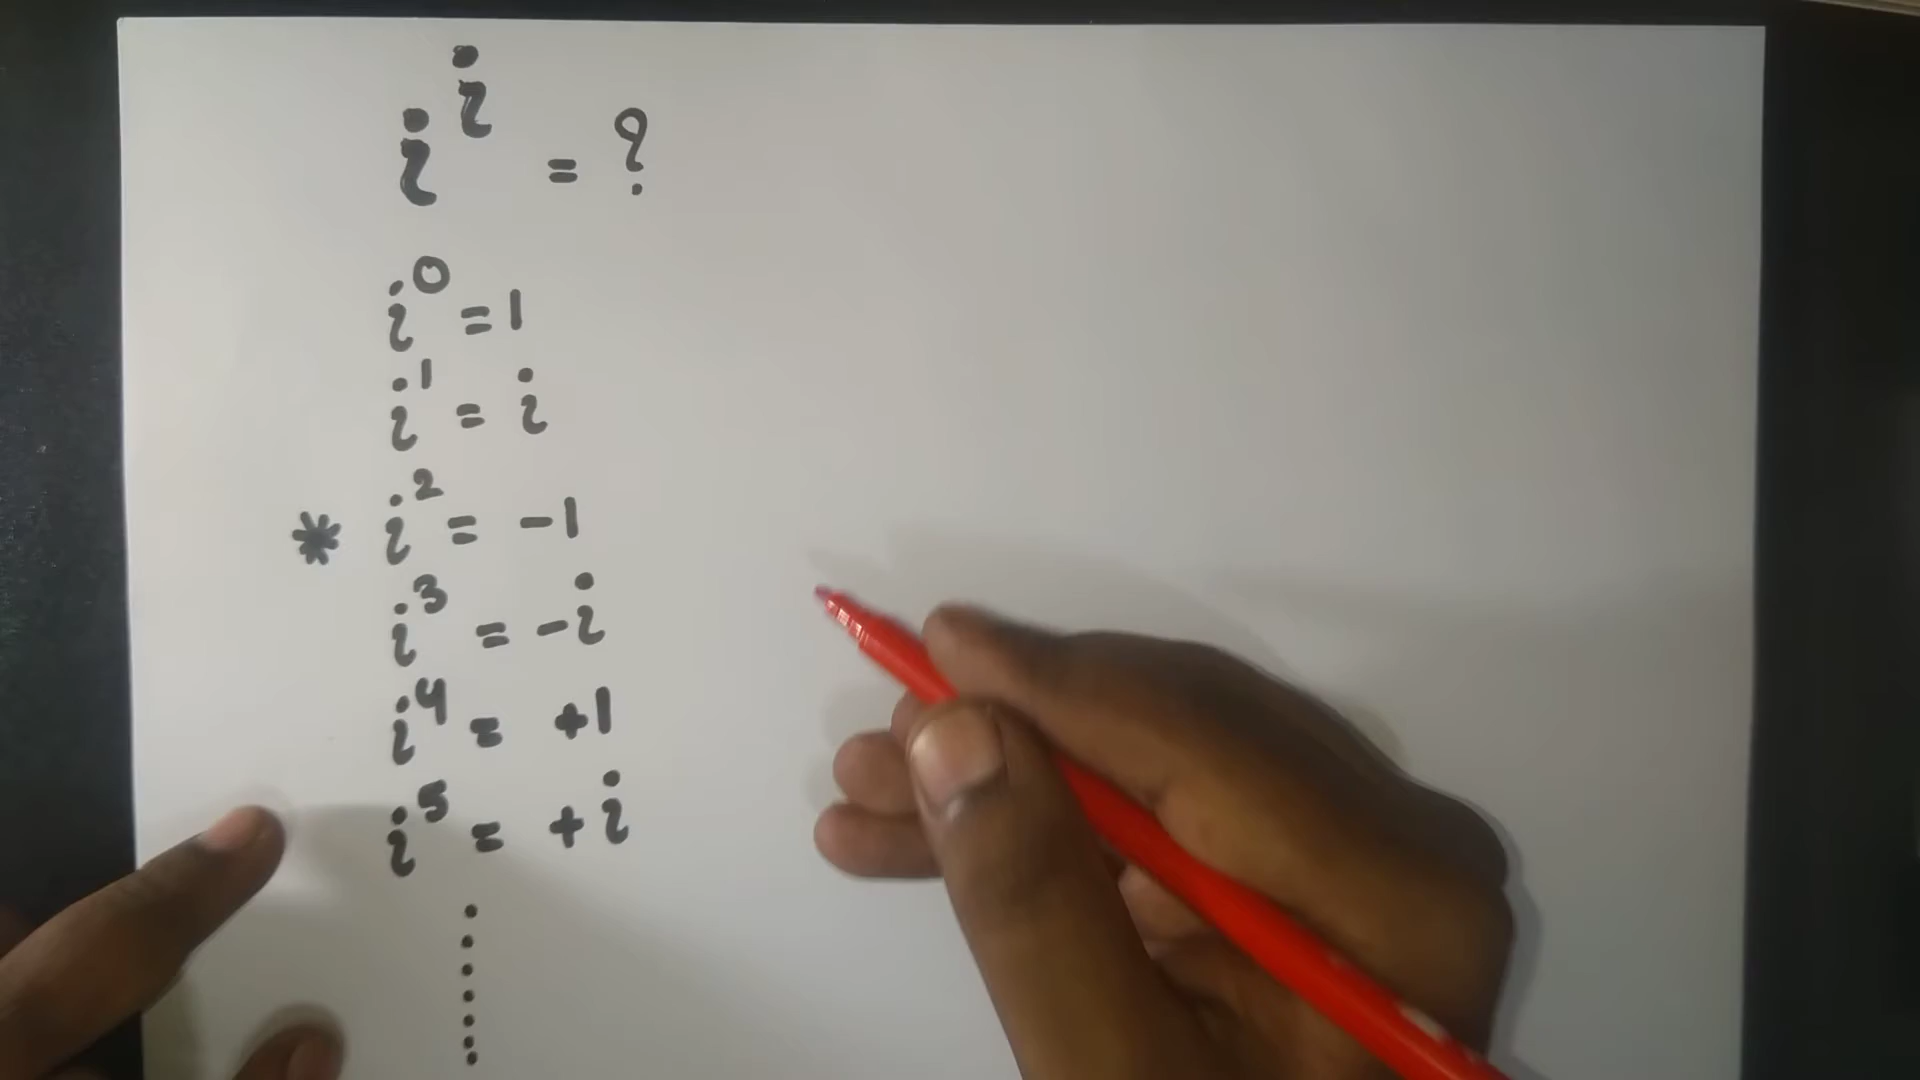 i^i = ?
i^0 = 1
i^1 = i
* i^2 = -1
i^3 = -i
i^4 = +1
i^5 = +i
.......